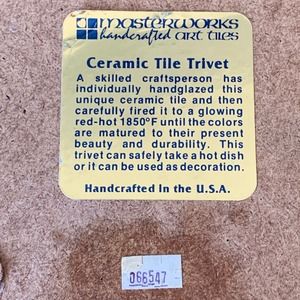 masterworks
handcrafted art tiles
Ceramic Tile Trivet
A skilled craftsperson has
individually handglazed this
unique ceramic tile and then
carefully fired it to a glowing
red-hot 1850°F until the colors
are matured to their present
beauty and durability. This
trivet can safely take a hot dish
or it can be used as decoration.
Handcrafted In the U.S.A.
066547